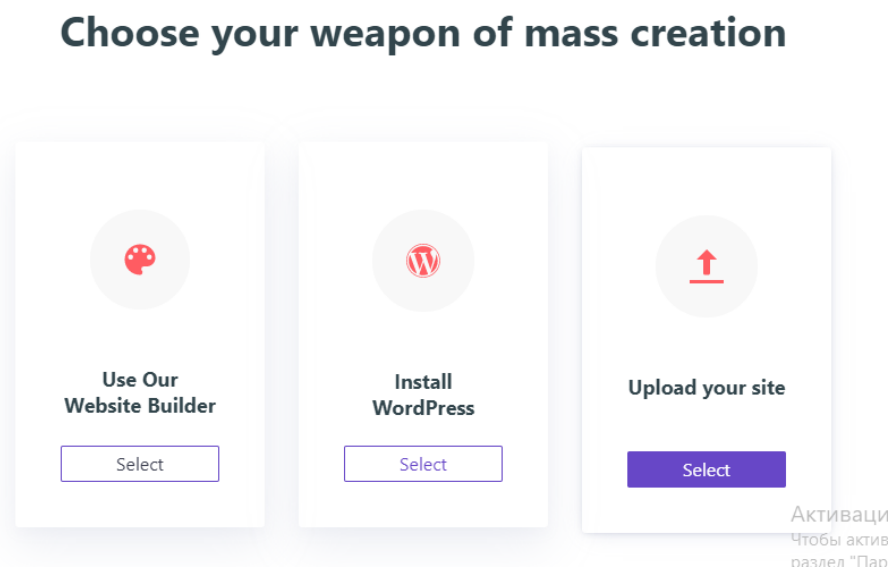 Choose your weapon of mass creation
Use Our
Website Builder
Select
Install
WordPress
Select
Upload your site
Select
Активаци
Чтобы актив
раздел "Пар